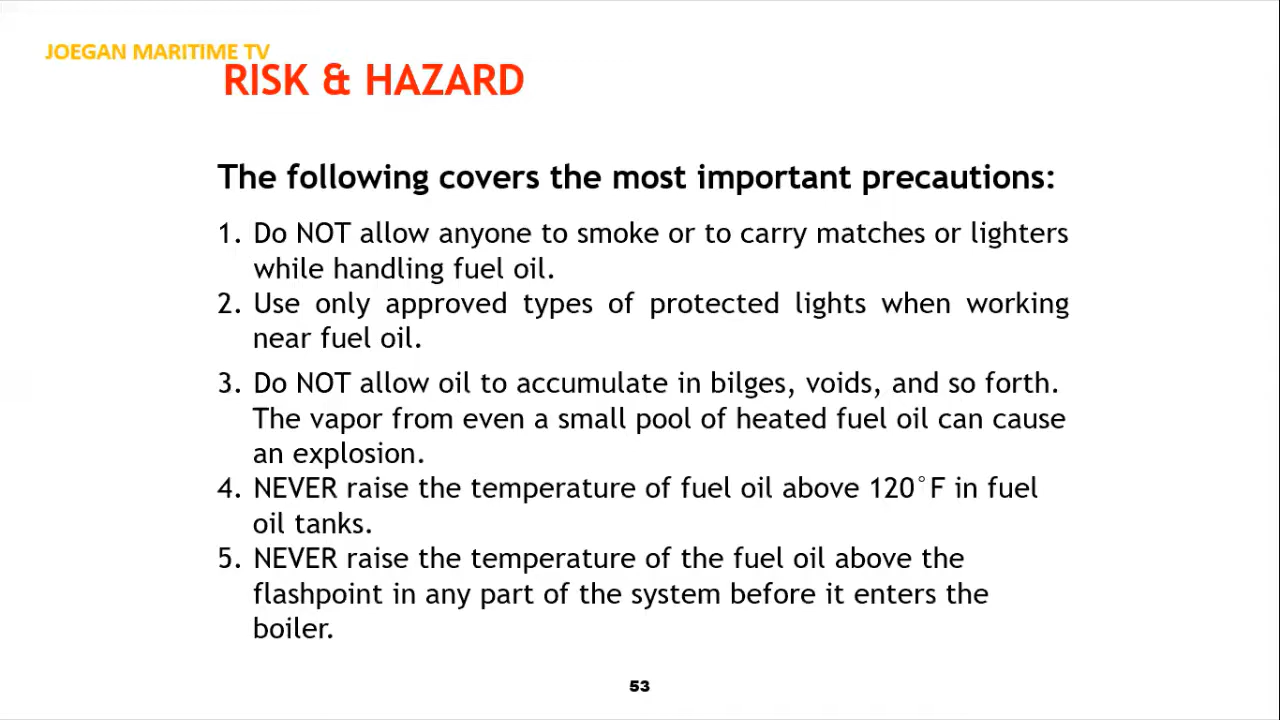 JOEGAN MARITIME TV
RISK & HAZARD
The following covers the most important precautions:
1. Do NOT allow anyone to smoke or to carry matches or lighters
while handling fuel oil.
2. Use only approved types of protected lights when working
near fuel oil.
3. Do NOT allow oil to accumulate in bilges, voids, and so forth.
The vapor from even a small pool of heated fuel oil can cause
an explosion.
4. NEVER raise the temperature of fuel oil above 120°F in fuel
oil tanks.
5. NEVER raise the temperature of the fuel oil above the
flashpoint in any part of the system before it enters the
boiler.
53